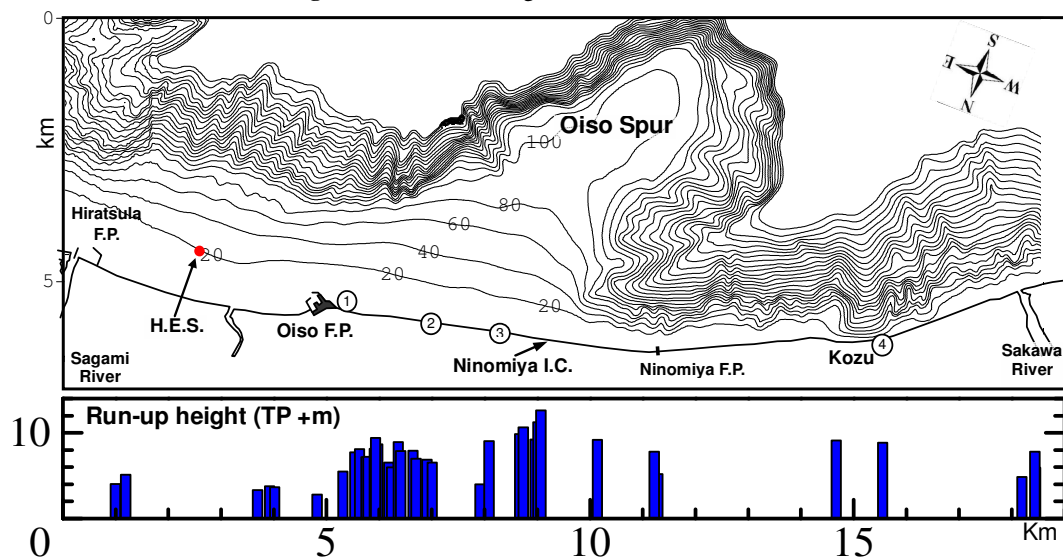 0
km
5
S
E
W
N
Oiso Spur
100
80
60
40
20
20
20
Hiratsula
F.P.
H.E.S.
Oiso F.P.
1
2
3
4
Ninomiya I.C.
Ninomiya F.P.
Kozu
Sagami
River
Sakawa
River
Run-up height (TP +m)
10
0
5
10
15
Km